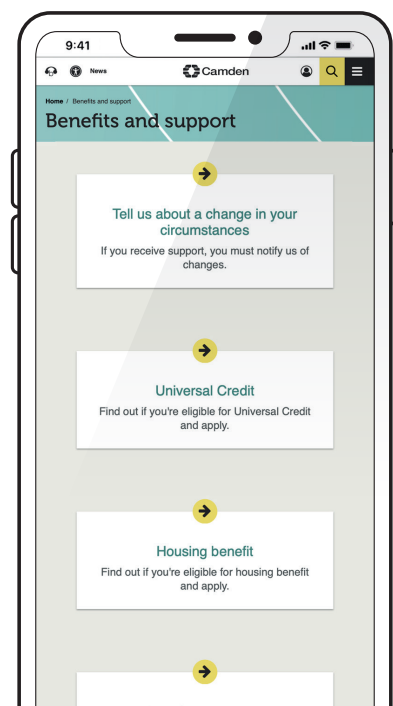 9:41
News
Camden
Home / Benefits and support
Benefits and support
Tell us about a change in your
circumstances
If you receive support, you must notify us of
changes.
Universal Credit
Find out if you're eligible for Universal Credit
and apply.
Housing benefit
Find out if you're eligible for housing benefit
and apply.